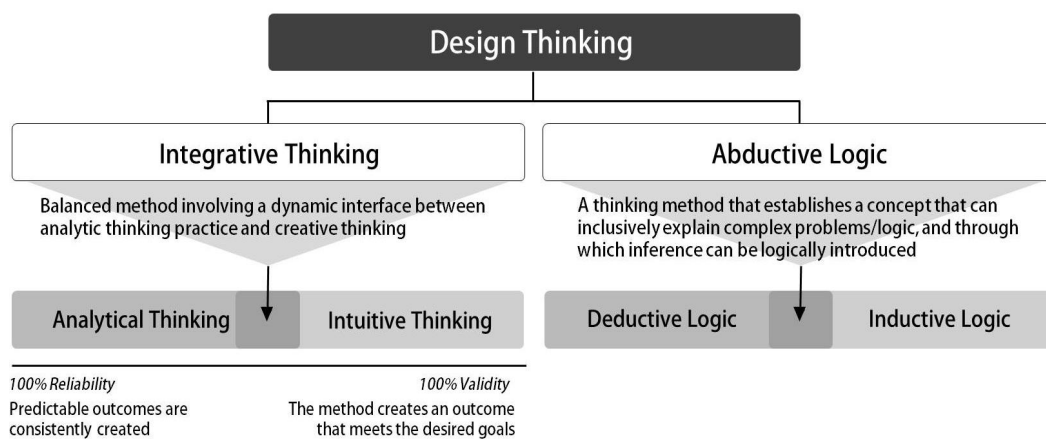 Design Thinking
Integrative Thinking
Balanced method involving a dynamic interface between
analytic thinking practice and creative thinking
Analytical Thinking
Intuitive Thinking
100% Reliability
Predictable outcomes are
consistently created
100% Validity
The method creates an outcome
that meets the desired goals
Abductive Logic
A thinking method that establishes a concept that can
inclusively explain complex problems/logic, and through
which inference can be logically introduced
Deductive Logic
Inductive Logic